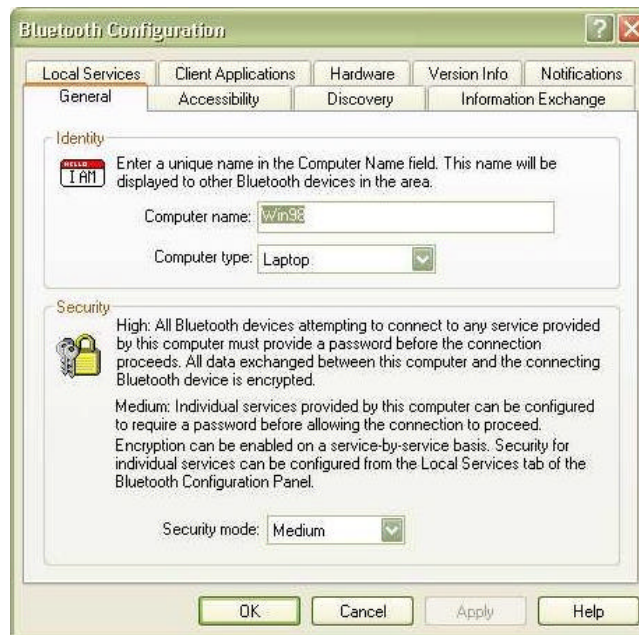 Bluetooth Configuration
Local Services Client Applications Hardware Version Info Notifications
General Accessibility Discovery Information Exchange
Identity
HELLO
I AM
Enter a unique name in the Computer Name field. This name will be
displayed to other Bluetooth devices in the area.
Computer name: Win98
Computer type: Laptop
Security
High: All Bluetooth devices attempting to connect to any service provided
by this computer must provide a password before the connection
proceeds. All data exchanged between this computer and the connecting
Bluetooth device is encrypted.
Medium: Individual services provided by this computer can be configured
to require a password before allowing the connection to proceed.
Encryption can be enabled on a service-by-service basis. Security for
individual services can be configured from the Local Services tab of the
Bluetooth Configuration Panel.
Security mode: Medium
OK Cancel Apply Help